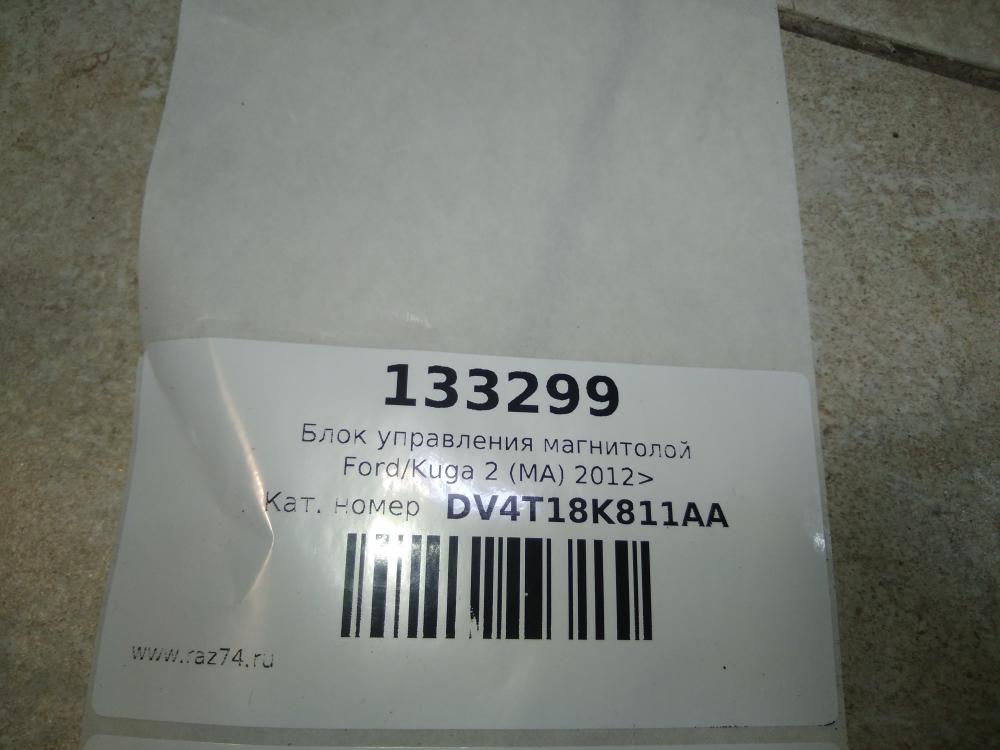 133299
Блок управления магнитолой
Ford/Kuga 2 (MA) 2012>
Кат. номер DV4T18K811AA
www.raz74.ru